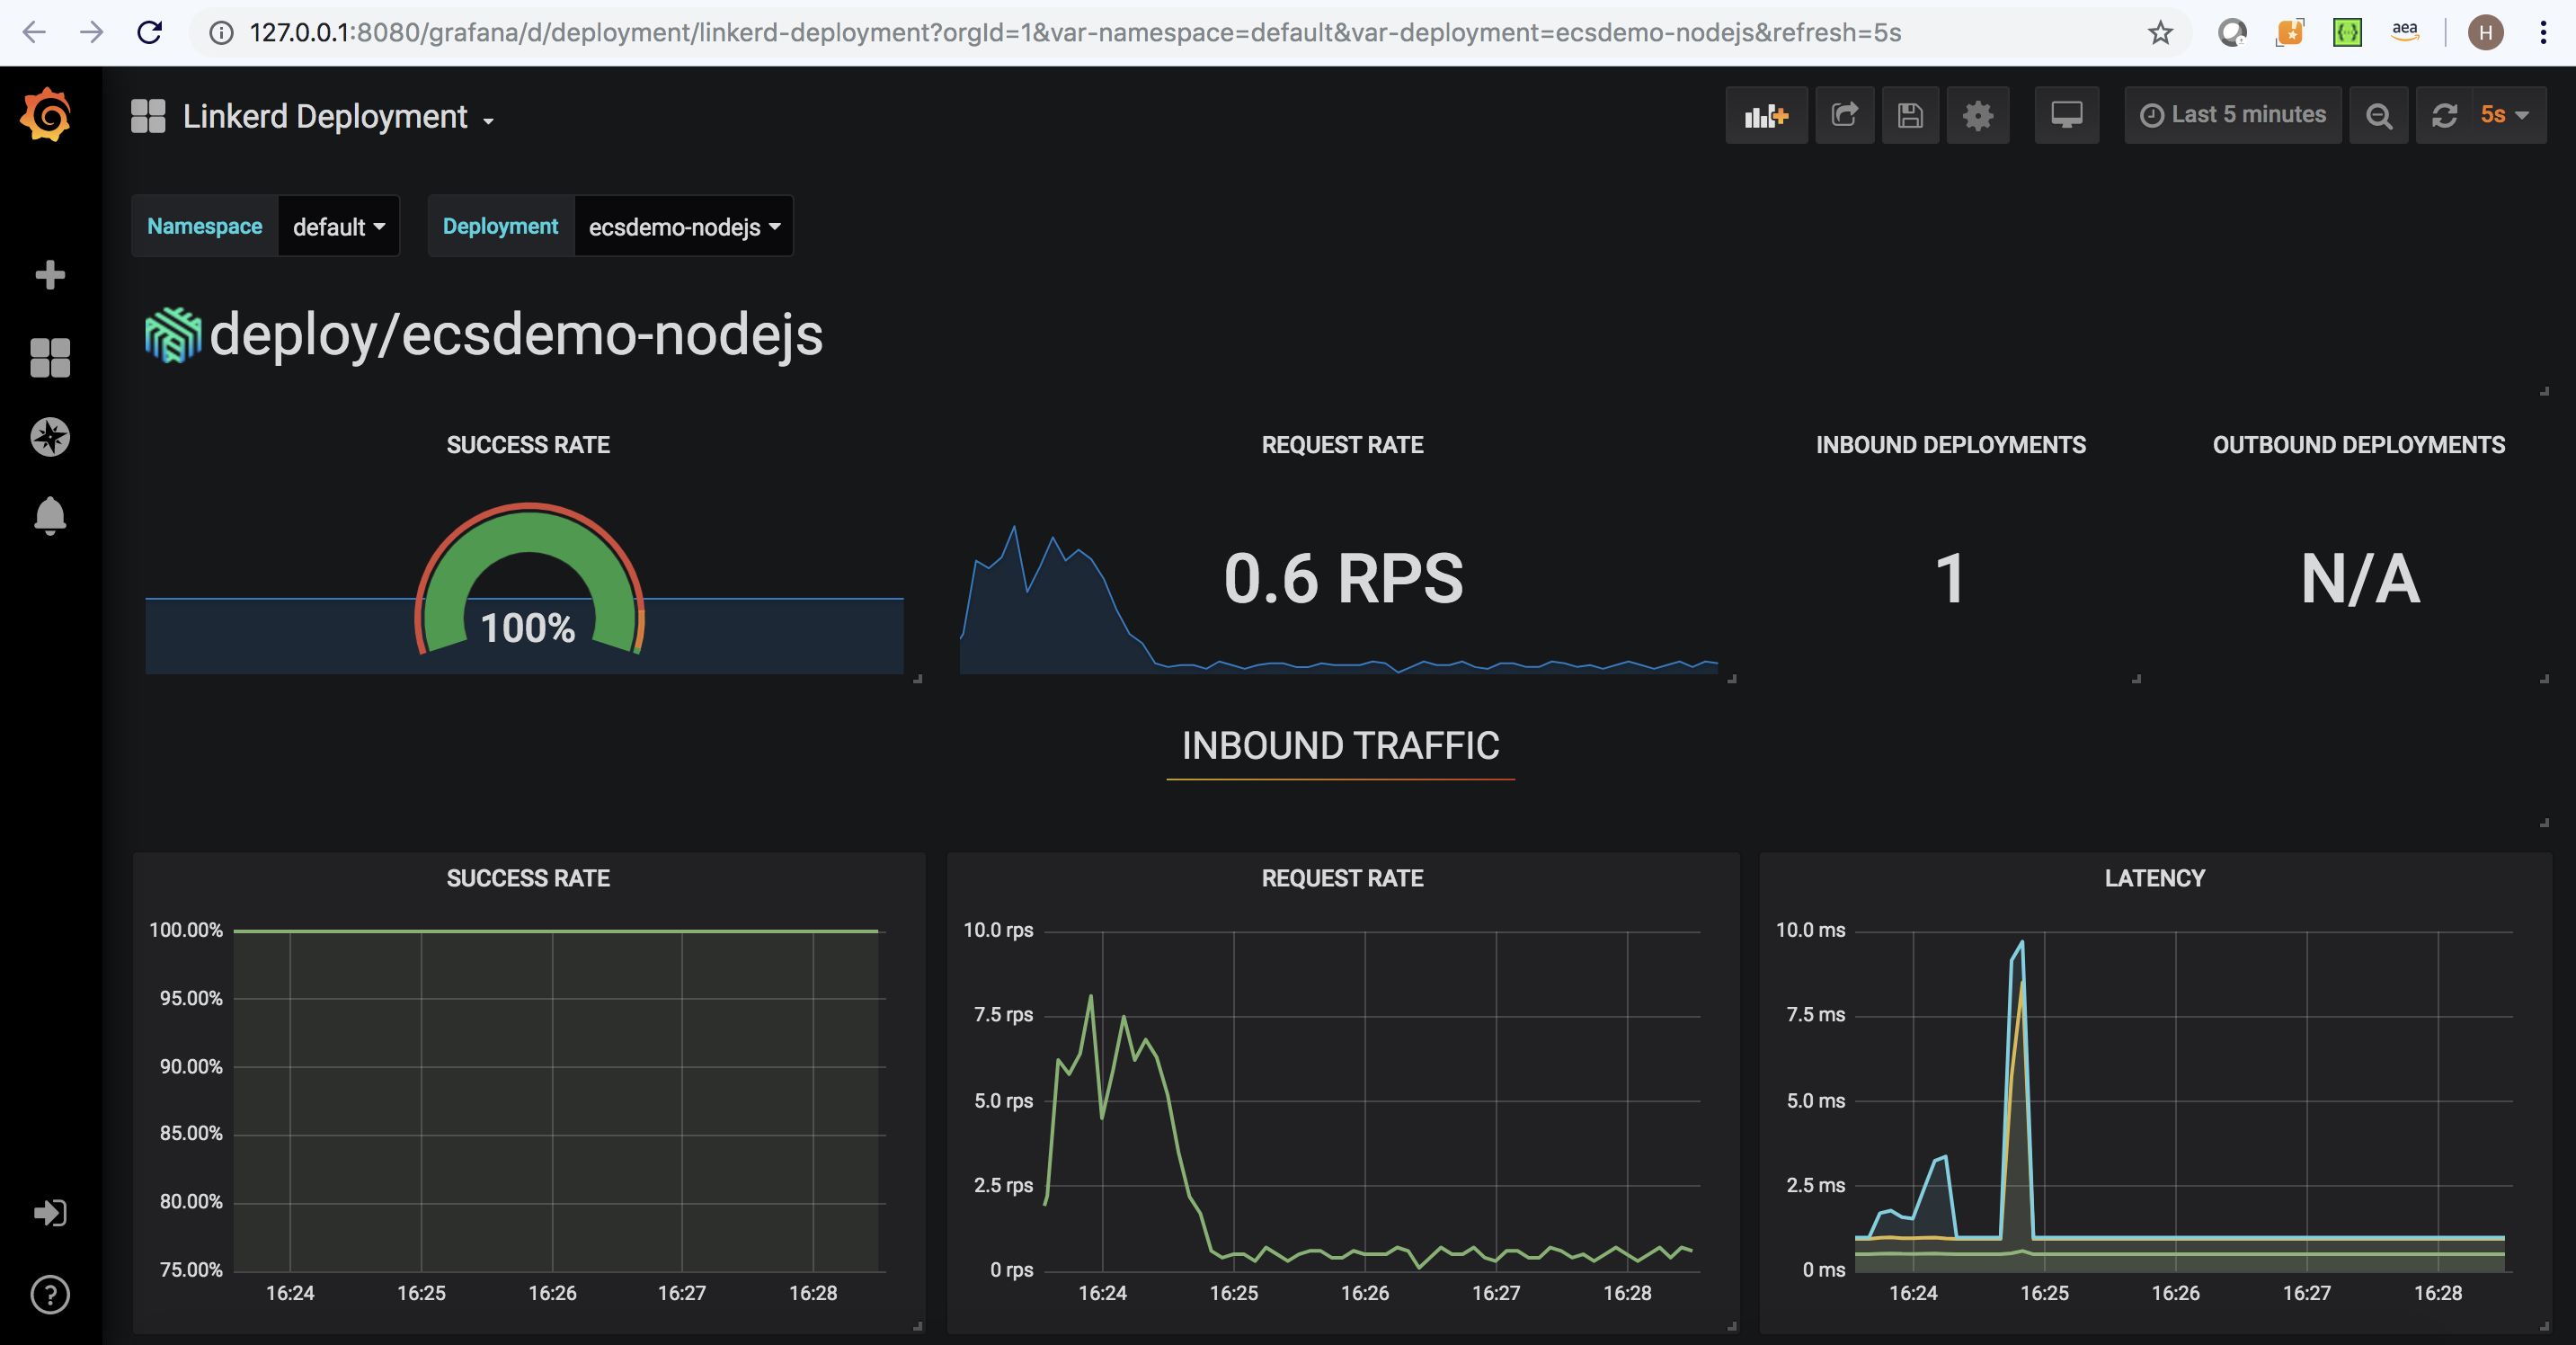 127.0.0.1:8080/grafana/d/deployment/linkerd-deployment?orgId=1&var-namespace=default&var-deployment=ecsdemo-nodejs&refresh=5s
aea
H
Linkerd Deployment
Last 5 minutes
5s
Namespace default Deployment ecsdemo-nodejs
deploy/ecsdemo-nodejs
SUCCESS RATE
100%
REQUEST RATE
0.6 RPS
INBOUND DEPLOYMENTS
1
OUTBOUND DEPLOYMENTS
N/A
INBOUND TRAFFIC
SUCCESS RATE
100.00%
95.00%
90.00%
85.00%
80.00%
75.00%
16:24 16:25 16:26 16:27 16:28
REQUEST RATE
10.0 rps
7.5 rps
5.0 rps
2.5 rps
0 rps
16:24 16:25 16:26 16:27 16:28
LATENCY
10.0 ms
7.5 ms
5.0 ms
2.5 ms
0 ms
16:24 16:25 16:26 16:27 16:28